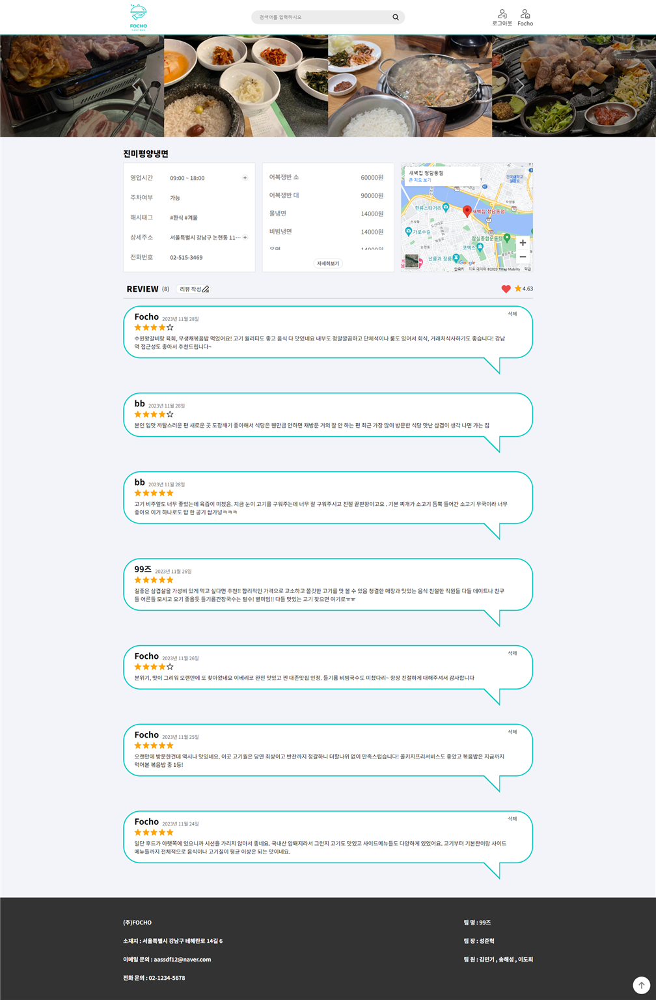 FOCHO
검색어를 입력하시오
로그아웃
Focho
진미평양냉면
영업시간 09:00 ~ 18:00 +
주차여부 가능
해시태그 #한식 #겨울
상세주소 서울특별시 강남구 논현동 11··· +
전화번호 02-515-3469
어복쟁반 소 60000원
어복쟁반 대 90000원
물냉면 14000원
비빔냉면 14000원
자세히보기
새벽집 청담동점
큰 지도 보기
건국대학교
한류스타거리
새벽집 청담동점
가로수길
잠실종합운동장
코엑스
선릉과 정릉
Google
단축키 지도 데이터 ©2023 TMap Mobility 약관
REVIEW (8) 리뷰 작성
4.63
Focho 2023년 11월 28일 삭제
수원왕갈비랑 육회, 무생채볶음밥 먹었어요! 고기 퀄리티도 좋고 음식 다 맛있네요 내부도 정말깔끔하고 단체석이나 룸도 있어서 회식, 거래처식사하기도 좋습니다! 강남
역 접근성도 좋아서 추천드립니다~
bb 2023년 11월 28일
본인 입맛 까탈스러운 편 새로운 곳 도장깨기 좋아해서 식당은 웬만큼 안하면 재방문 거의 잘 안 하는 편 최근 가장 많이 방문한 식당 맛난 삼겹이 생각 나면 가는 집
bb 2023년 11월 28일
고기 비주얼도 너무 좋았는데 육즙이 미쳤음. 지금 눈이 고기를 구워주는데 너무 잘 구워주시고 친절 끝판왕이고요 . 기본 찌개가 소고기 듬뿍 들어간 소고기 무국이라 너무
좋아요 이거 하나로도 밥 한 공기 쌉가넝ㅋㅋㅋ
99즈 2023년 11월 26일
질좋은 삼겹살을 가성비 있게 먹고 싶다면 추천!! 합리적인 가격으로 고소하고 쫄깃한 고기를 맛 볼 수 있음 청결한 매장과 맛있는 음식 친절한 직원들 다들 데이트나 친구
들 어른들 모시고 오기 좋을듯 들기름간장국수는 필수! 별미임!! 다들 맛있는 고기 찾으면 여기로ㅠㅠ
Focho 2023년 11월 26일 삭제
분위기, 맛이 그리워 오랜만에 또 찾아왔네요 이베리코 완전 맛있고 찐 대존맛집 인정. 들기름 비빔국수도 미쳤다리~ 항상 친절하게 대해주셔서 감사합니다
Focho 2023년 11월 25일 삭제
오랜만에 방문한건데 역시나 맛있네요. 이곳 고기퀄은 당연 최상이고 반찬까지 정갈하니 더할나위 없이 만족스럽습니다! 콜키지프리서비스도 좋았고 볶음밥은 지금까지
먹어본 볶음밥 중 1등!
Focho 2023년 11월 24일 삭제
일단 후드가 아랫쪽에 있으니까 시선을 가리지 않아서 좋네요. 국내산 암돼지라서 그런지 고기도 맛있고 사이드메뉴들도 다양하게 있었어요. 고기부터 기본찬이랑 사이드
메뉴들까지 전체적으로 음식이나 고기질이 평균 이상은 되는 맛이네요.
(주)FOCHO
소재지 : 서울특별시 강남구 테헤란로 14길 6
이메일 문의 : aassdf12@naver.com
전화 문의 : 02-1234-5678
팀 명 : 99즈
팀 장 : 성준혁
팀 원 : 김민기 , 송해성 , 이도희